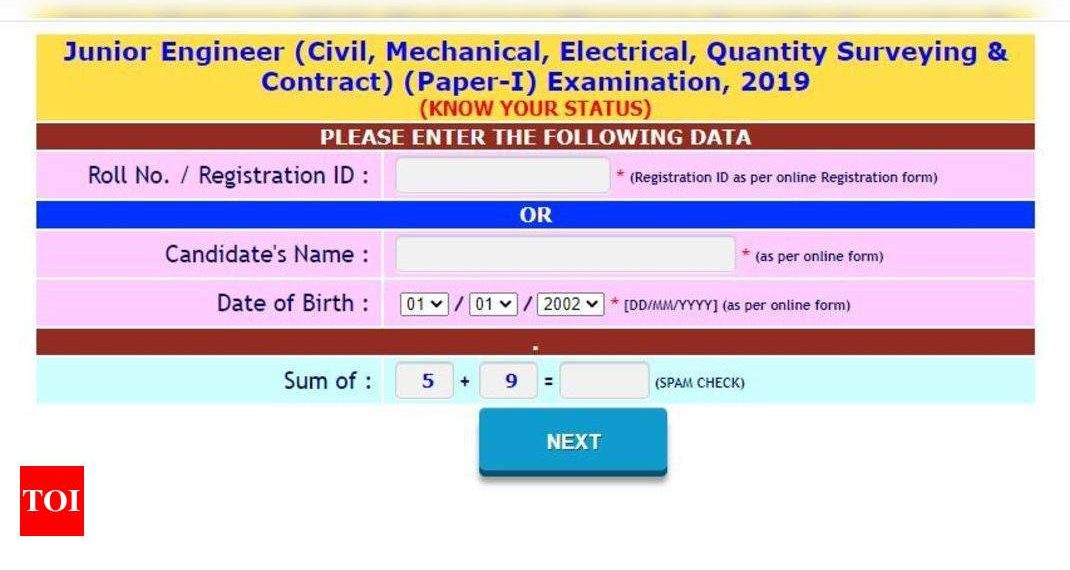 Junior Engineer (Civil, Mechanical, Electrical, Quantity Surveying &
Contract) (Paper-I) Examination, 2019
(KNOW YOUR STATUS)
PLEASE ENTER THE FOLLOWING DATA
Roll No. / Registration ID : * (Registration ID as per online Registration form)
OR
Candidate's Name : * (as per online form)
Date of Birth : 01 / 01 / 2002 * [DD/MM/YYYY] (as per online form)
.
Sum of : 5 + 9 = (SPAM CHECK)
NEXT
TOI